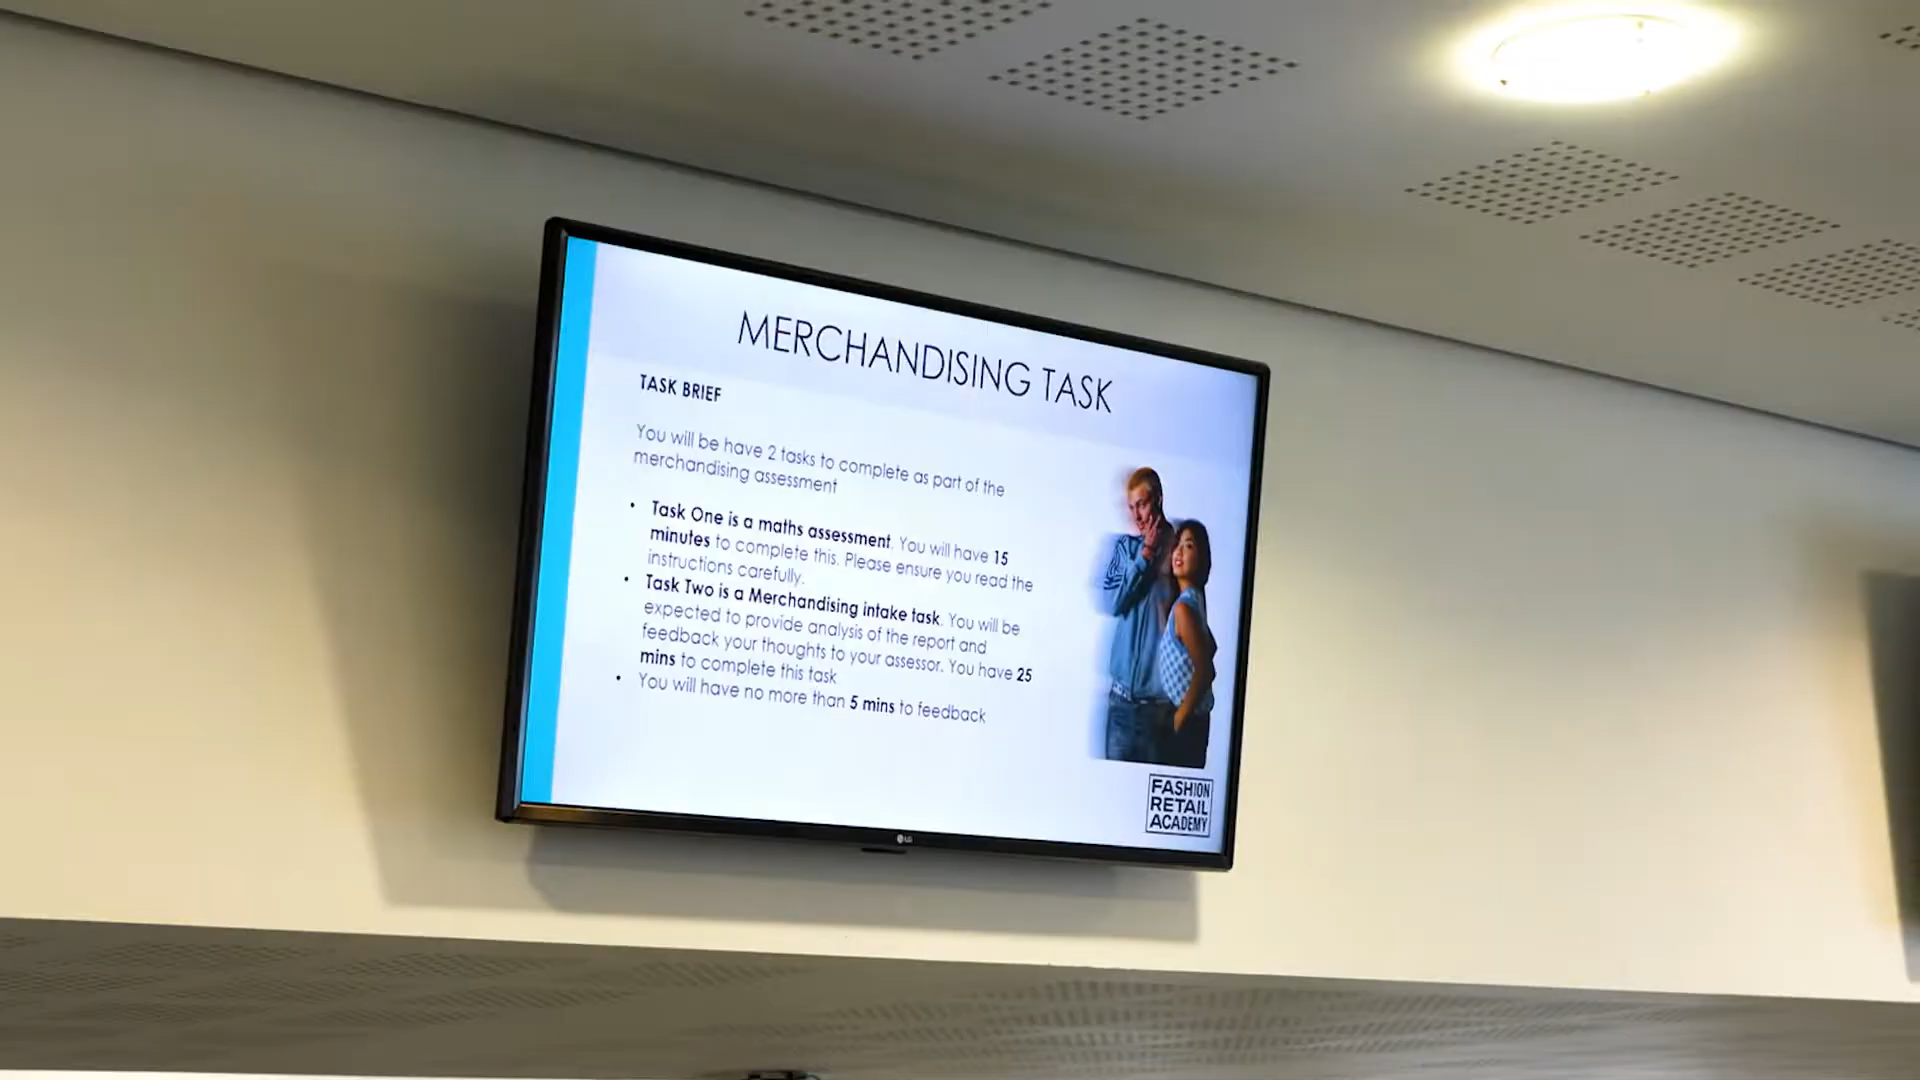 MERCHANDISING TASK
TASK BRIEF
You will be have 2 tasks to complete as part of the
merchandising assessment
• Task One is a maths assessment. You will have 15
minutes to complete this. Please ensure you read the
instructions carefully.
• Task Two is a Merchandising intake task. You will be
expected to provide analysis of the report and
feedback your thoughts to your assessor. You have 25
mins to complete this task
• You will have no more than 5 mins to feedback
FASHION
RETAIL
ACADEMY
LG